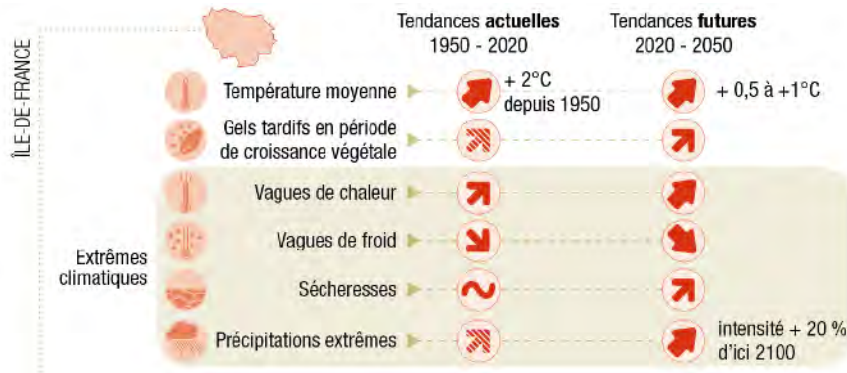 Tendances actuelles
1950 - 2020
Tendances futures
2020 - 2050
ÎLE-DE-FRANCE
Température moyenne
+ 2°C
depuis 1950
+ 0,5 à +1°C
Gels tardifs en période
de croissance végétale
Extrêmes
climatiques
Vagues de chaleur
Vagues de froid
Sécheresses
Précipitations extrêmes
intensité + 20 %
d'ici 2100